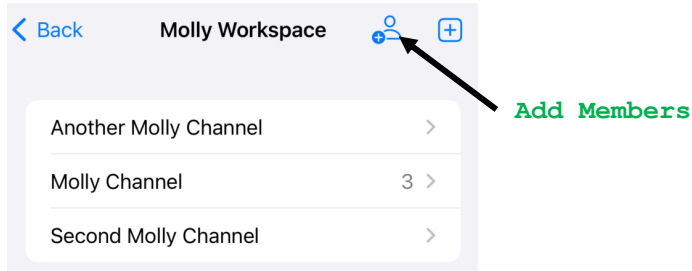 Back Molly Workspace
Add Members
Another Molly Channel
Molly Channel 3
Second Molly Channel